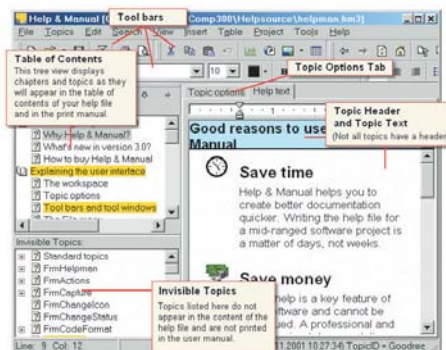 Help & Manual [ Comp300\Helpsource\helpman.hm3]
Tool bars
File Topics Edit Search View Insert Table Project Tools Help
Table of Contents
This tree view displays
chapters and topics as they
will appear in the table of
contents of your help file
and in the print manual.
10
B
Topic Options Tab
Topic options Help text
Why Help & Manual?
What's new in version 3.0?
How to buy Help & Manual
Explaining the user interface
The workspace
Topic options
Tool bars and tool windows
Good reasons to use
Manual
Topic Header
and Topic Text
(Not all topics have a header
Save time
Help & Manual helps you to
create better documentation
quicker. Writing the help file for
a mid-ranged software project is
a matter of days, not weeks.
Invisible Topics:
Standard topics
FrmHelpman
FrmActions
FrmCapture
FrmChangeIcon
FrmChangeStatus
FrmCodeFormat
Invisible Topics
Topics listed here do not
appear in the content of the
help file and are not printed
in the user manual.
Save money
help is a key feature of
software and cannot be
ed. A professional and
Line: 9 Col: 12
11.2001 10:27:34) TopicID = Goodrea